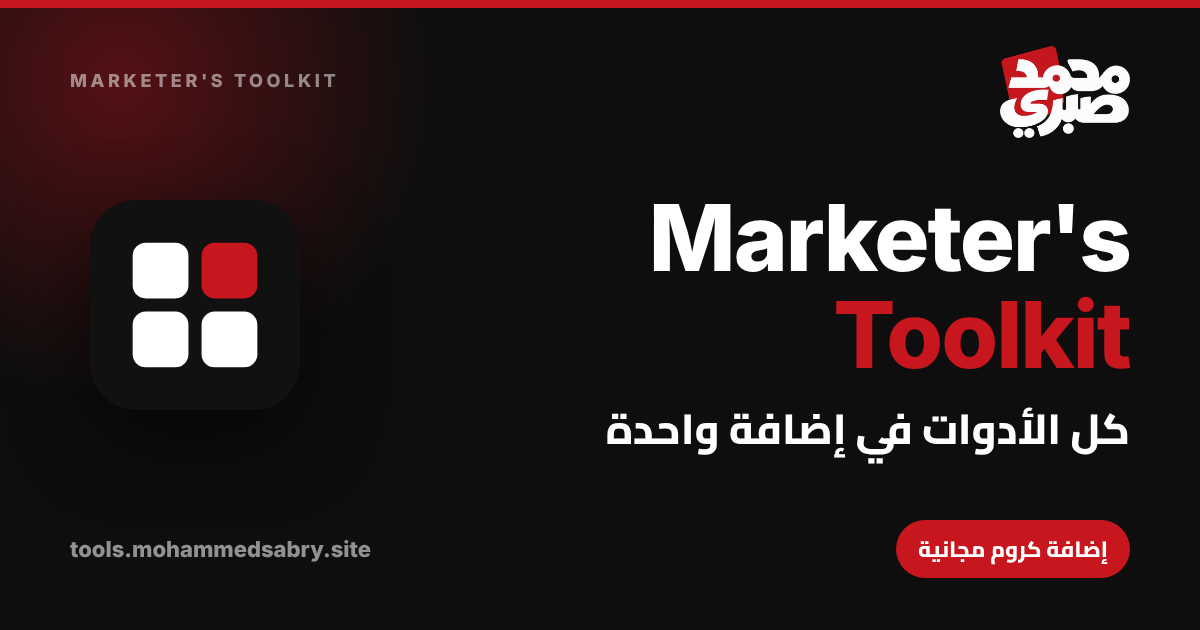 MARKETER'S TOOLKIT
محمد
صبري
Marketer's
Toolkit
كل الأدوات في إضافة واحدة
tools.mohammedsabry.site
إضافة كروم مجانية